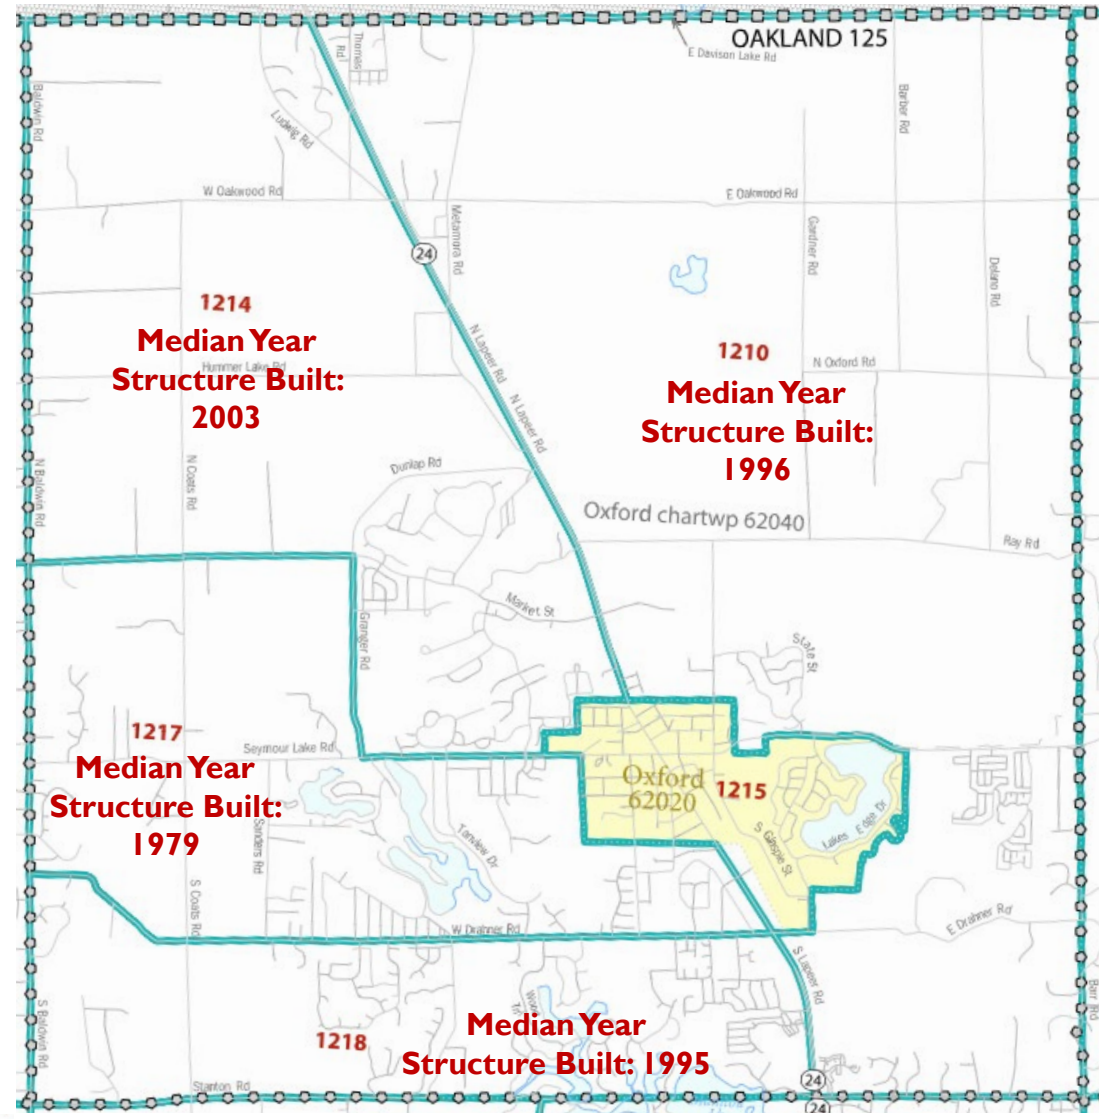 OAKLAND 125
E Davison Lake Rd
Thomas
Rd
Baldwin Rd
Barber Rd
Ludwig Rd
W Oakwood Rd
E Oakwood Rd
Metamora Rd
Gardner Rd
24
Delano Rd
1214
Median Year
Structure Built:
2003
Hummer Lake Rd
N Lapeer Rd
N Lapeer Rd
1210
Median Year
Structure Built:
1996
N Oxford Rd
N Baldwin Rd
N Coats Rd
Dunlap Rd
Oxford chartwp 62040
Ray Rd
Market St
Granger Rd
State St
1217
Median Year
Structure Built:
1979
Seymour Lake Rd
Oxford
62020
1215
S Glaspie St
Lakes Edge Dr
Sanders Rd
Tanview Dr
S Coats Rd
W Drahner Rd
E Drahner Rd
S Lapeer Rd
S Baldwin Rd
Barr Rd
1218
Median Year
Structure Built: 1995
Stanton Rd
24
24